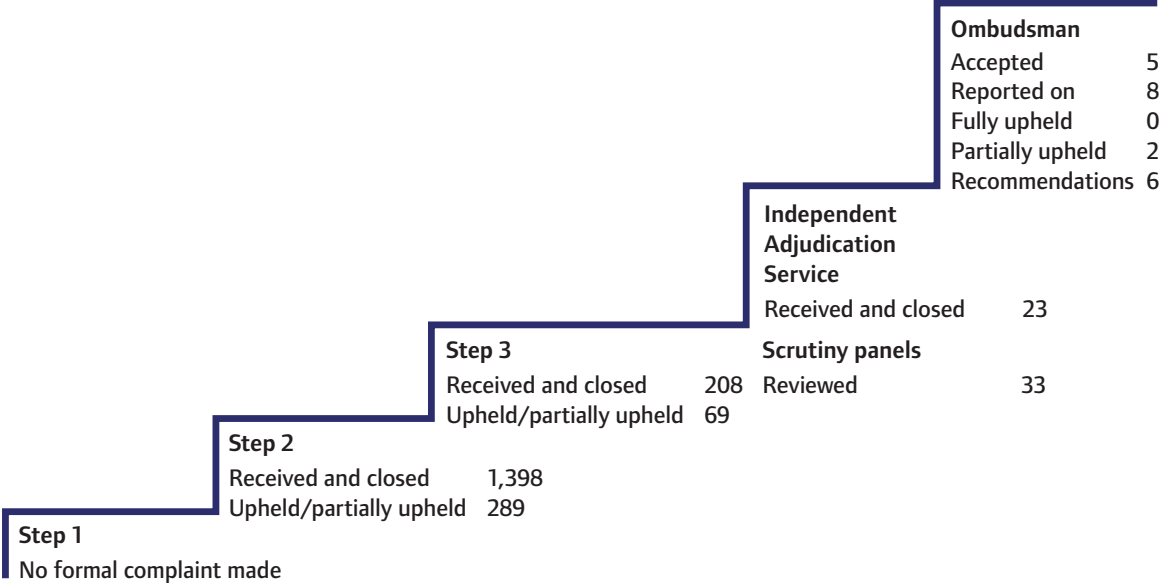 Ombudsman
Accepted 5
Reported on 8
Fully upheld 0
Partially upheld 2
Recommendations 6
Independent
Adjudication
Service
Received and closed 23
Scrutiny panels
Reviewed 33
Step 3
Received and closed 208
Upheld/partially upheld 69
Step 2
Received and closed 1,398
Upheld/partially upheld 289
Step 1
No formal complaint made